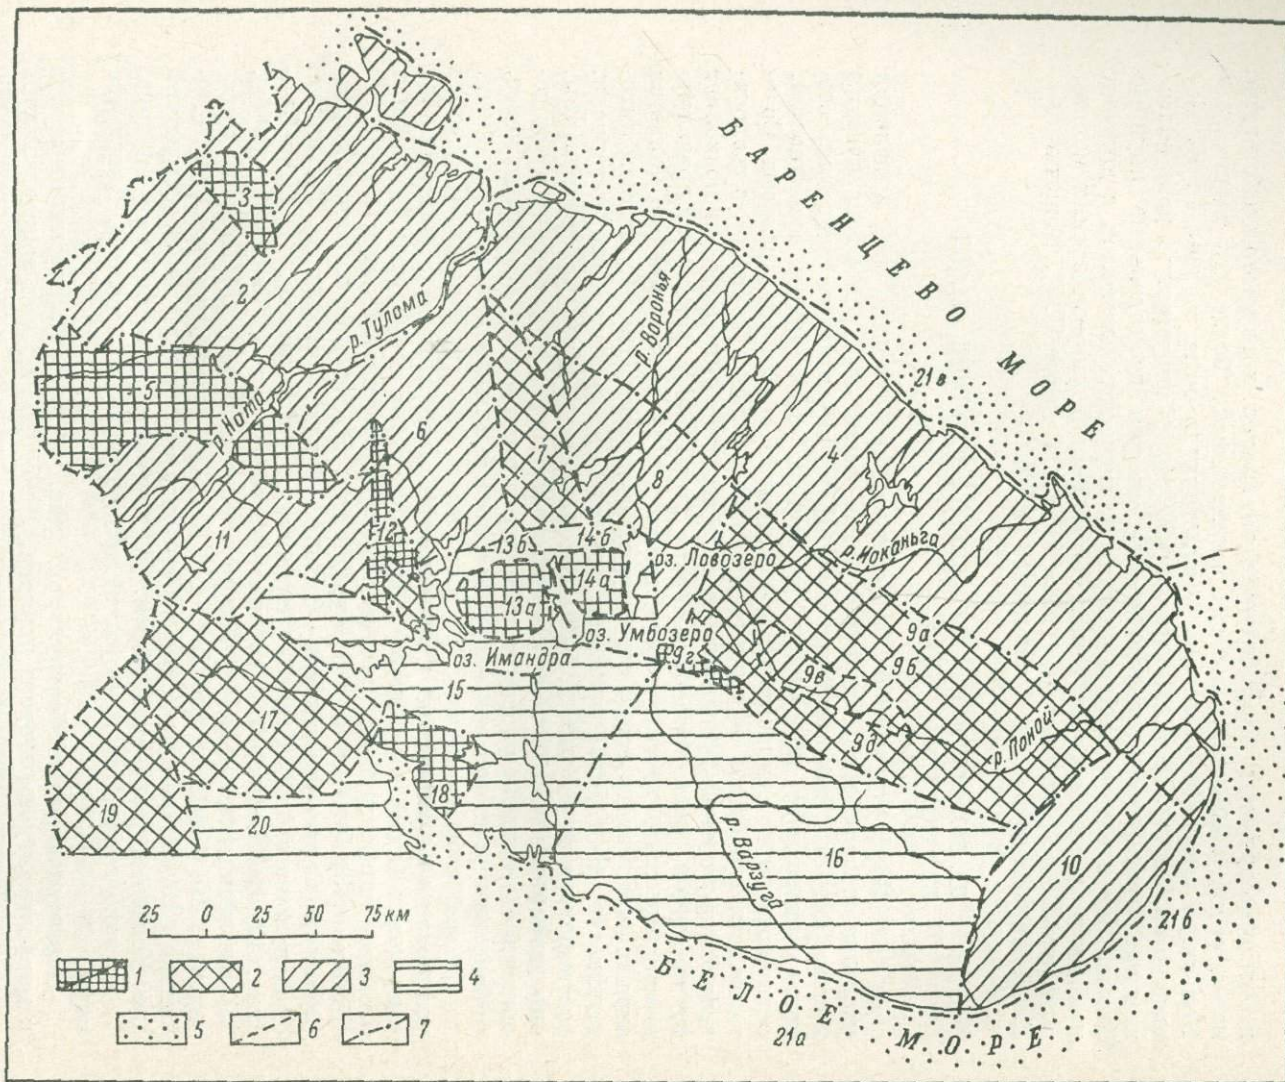 БАРЕНЦЕВО МОРЕ
1
3
2
р. Тулома
р. Воронья
21в
5
р. Нота
6
7
8
4
11
12
13б
14б
оз. Ловозеро
р. Иоканьга
14а
13а
оз. Умбозеро
9г
9а
9б
9в
оз. Имандра
15
17
9д
р. Поной
18
19
20
р. Варзуга
16
10
21б
25 0 25 50 75 км
1 2 3 4
5 6 7
БЕЛОЕ МОРЕ
21а